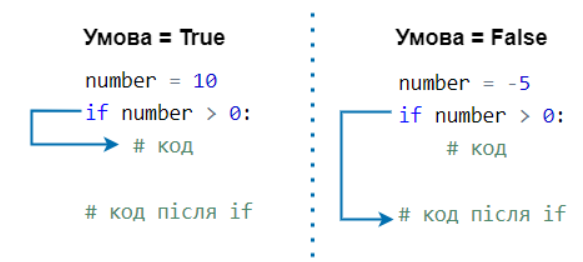 Умова = True
number = 10
if number > 0:
# код
# код після if
Умова = False
number = -5
if number > 0:
# код
# код після if